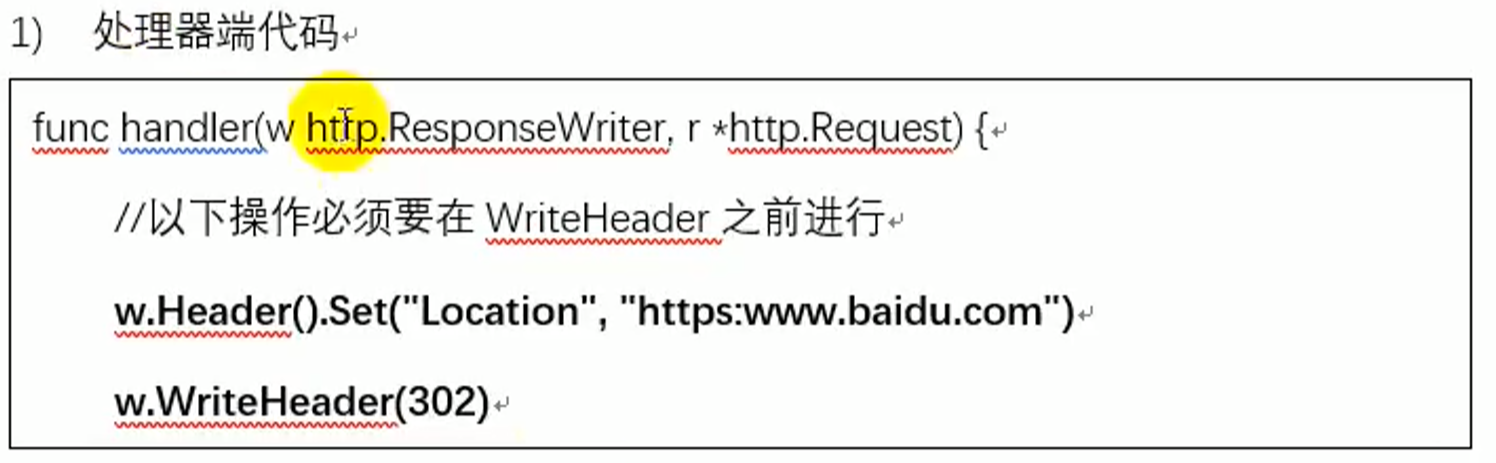 1) 处理器端代码
func handler(w http.ResponseWriter, r *http.Request) {
//以下操作必须要在 WriteHeader 之前进行
w.Header().Set("Location", "https:www.baidu.com")
w.WriteHeader(302)